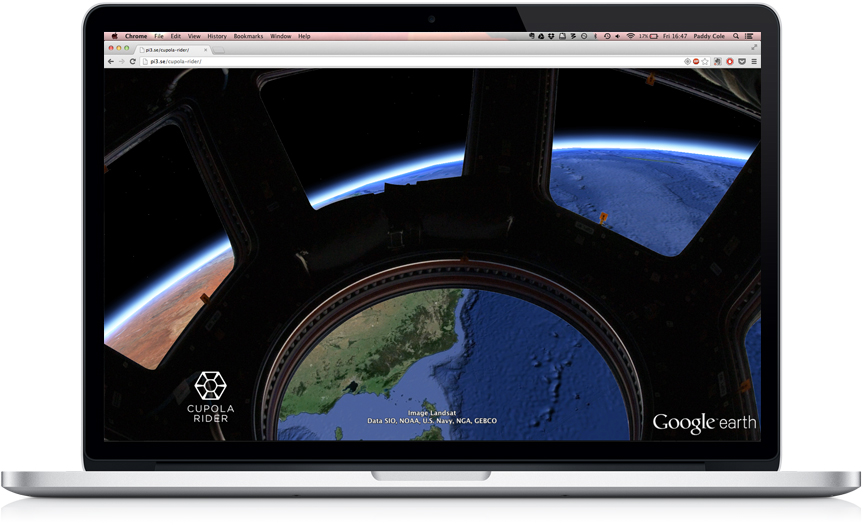 Chrome File Edit View History Bookmarks Window Help 17% Fri 16:47 Paddy Cole
pi3.se/cupola-rider/
pi3.se/cupola-rider/
CUPOLA
RIDER
Image Landsat
Data SIO, NOAA, U.S. Navy, NGA, GEBCO
Google earth